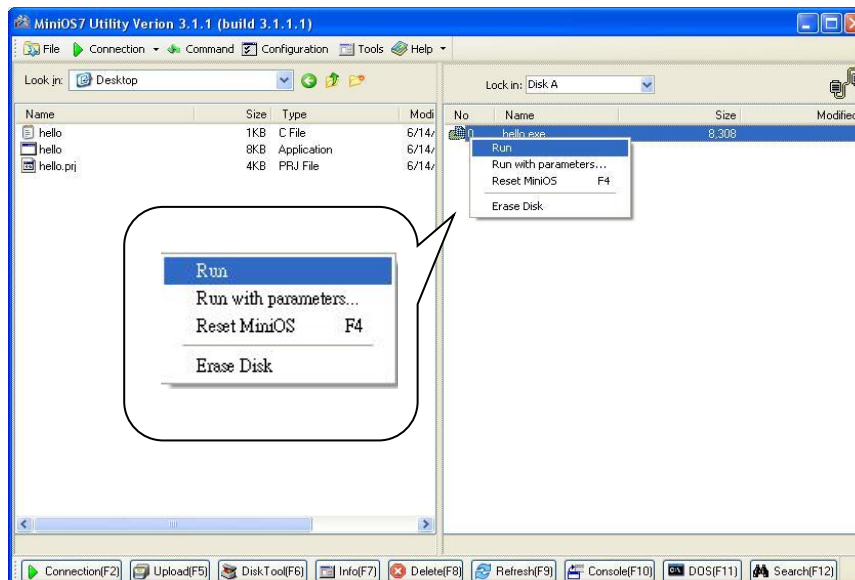 MiniOS7 Utility Verion 3.1.1 (build 3.1.1.1)
File Connection Command Configuration Tools Help
Look in: Desktop
Name Size Type Modi
hello 1KB C File 6/14/
hello 8KB Application 6/14/
hello.prj 4KB PRJ File 6/14/
Lock in: Disk A
No Name Size Modified
0 hello.exe 8,308
Run
Run with parameters...
Reset MiniOS F4
Erase Disk
Run
Run with parameters...
Reset MiniOS F4
Erase Disk
Connection(F2) Upload(F5) DiskTool(F6) Info(F7) Delete(F8) Refresh(F9) Console(F10) DOS(F11) Search(F12)